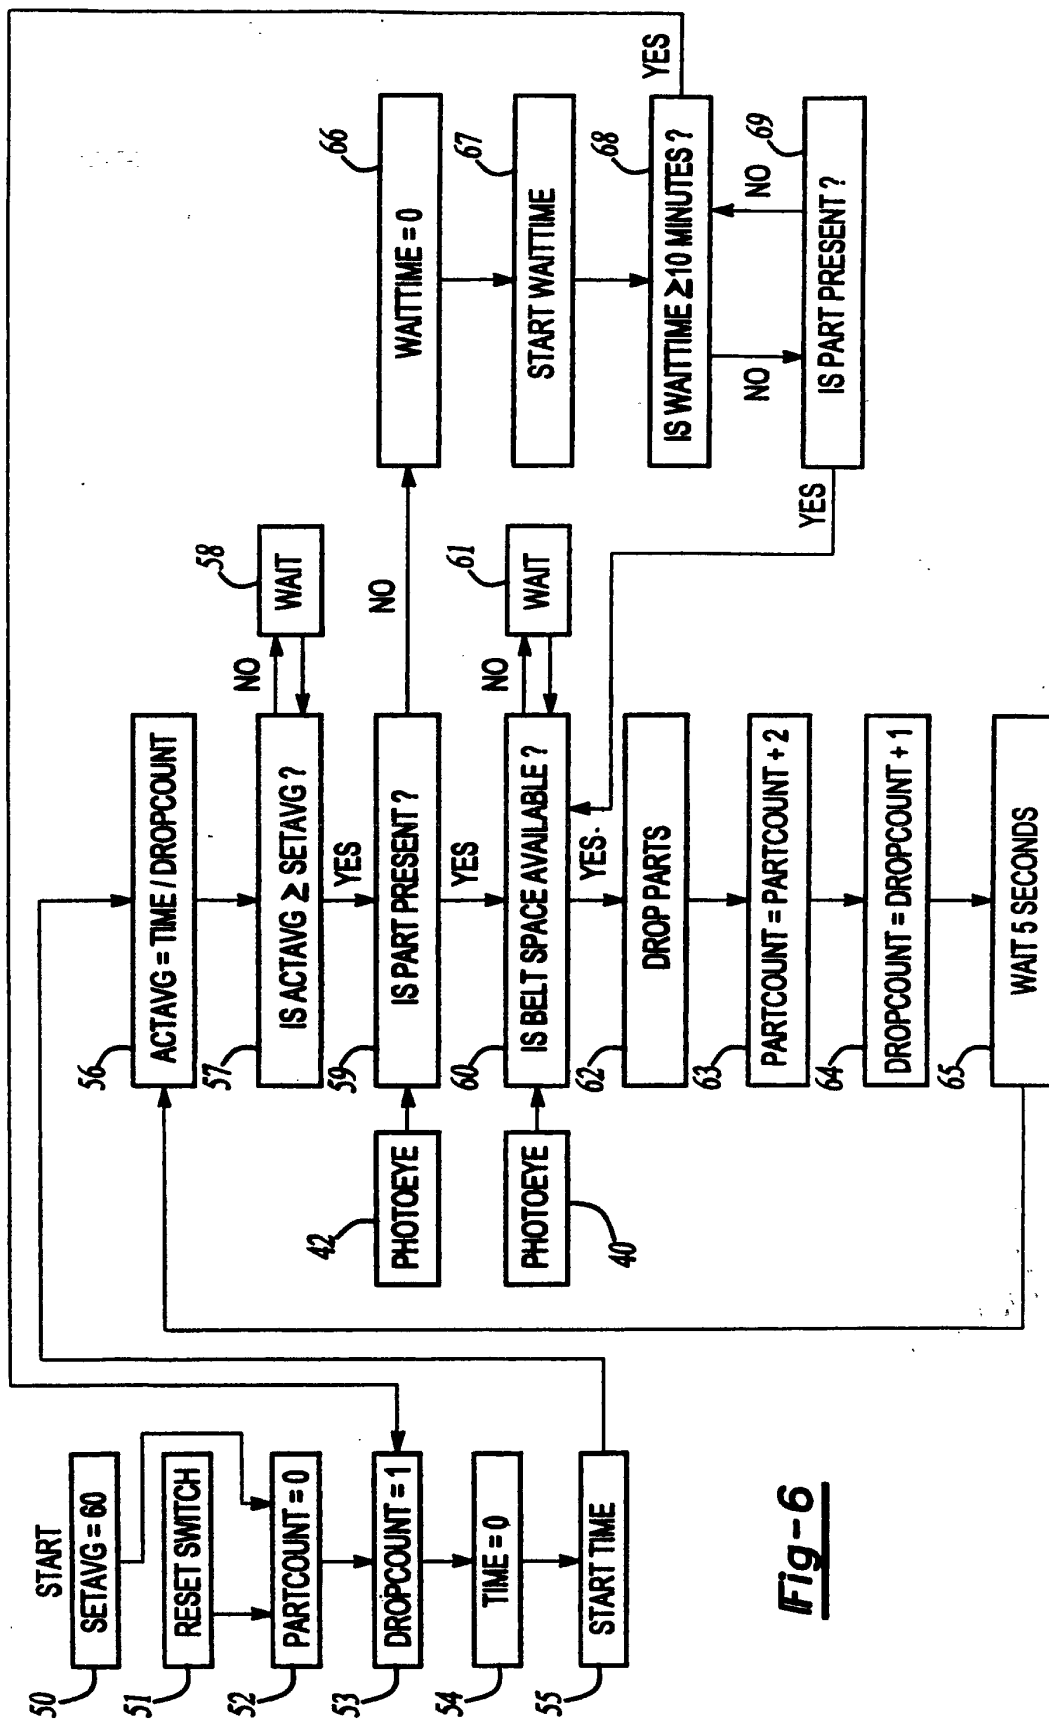 START
50
SETAVG = 60
51
RESET SWITCH
52
PARTCOUNT = 0
53
DROPCOUNT = 1
54
TIME = 0
55
START TIME
56
ACTAVG = TIME / DROPCOUNT
57
IS ACTAVG ≥ SETAVG ?
NO
58
WAIT
YES
42
PHOTOEYE
59
IS PART PRESENT ?
NO
YES
40
PHOTOEYE
60
IS BELT SPACE AVAILABLE ?
NO
61
WAIT
YES
62
DROP PARTS
63
PARTCOUNT = PARTCOUNT + 2
64
DROPCOUNT = DROPCOUNT + 1
65
WAIT 5 SECONDS
66
WAITTIME = 0
67
START WAITTIME
68
IS WAITTIME ≥ 10 MINUTES ?
YES
NO
NO
69
IS PART PRESENT ?
YES
Fig-6